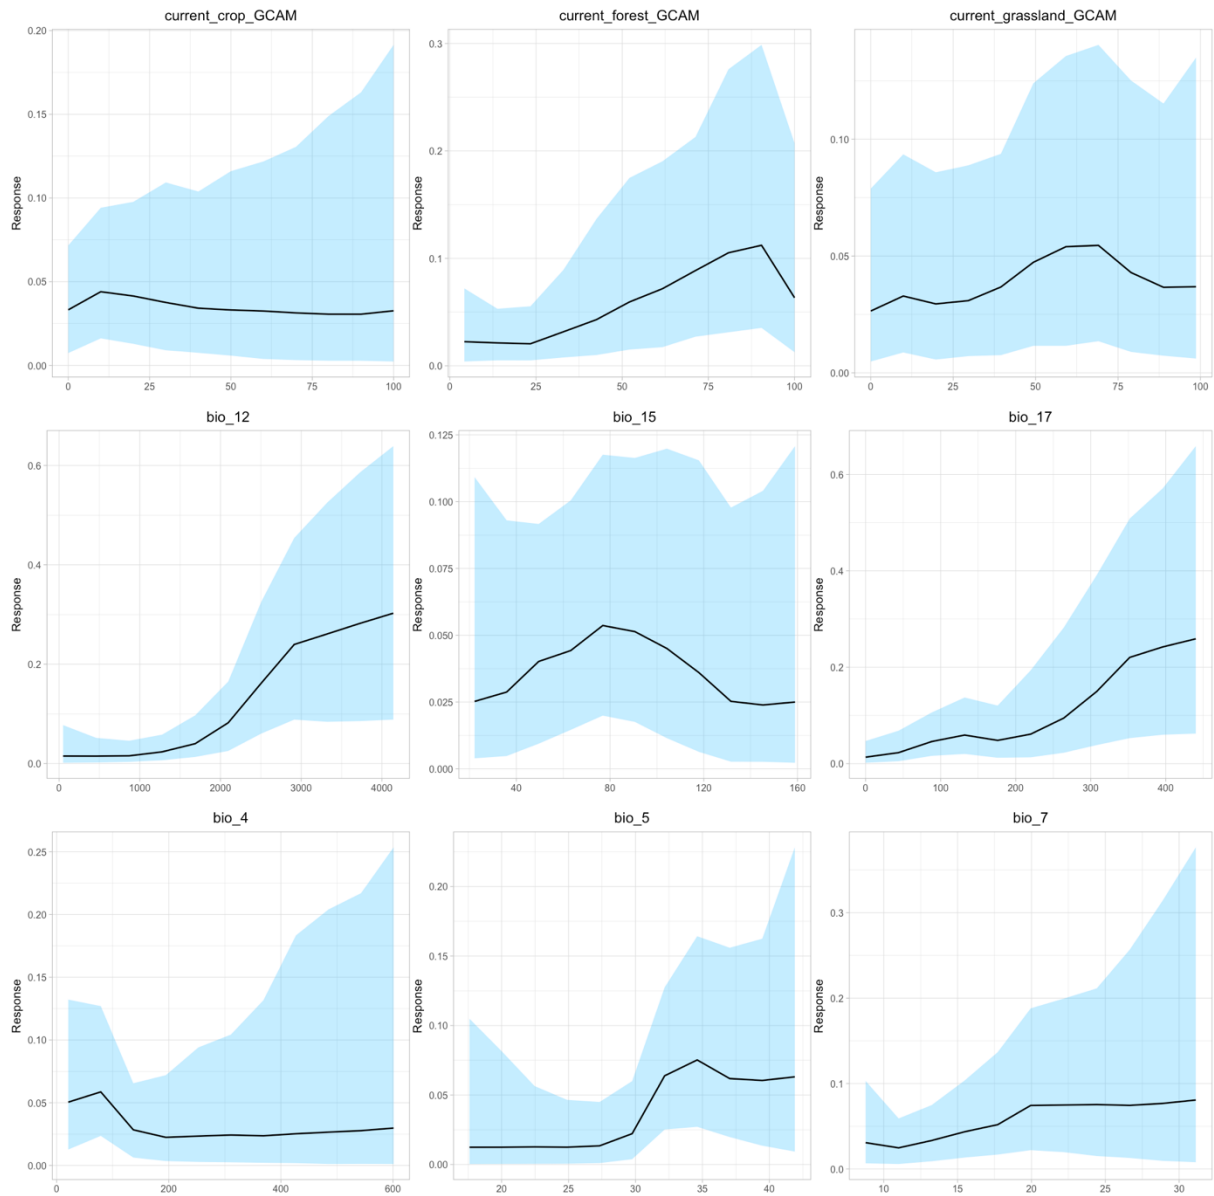 current_crop_GCAM
Response
0.20
0.15
0.10
0.05
0.00
0 25 50 75 100
current_forest_GCAM
Response
0.3
0.2
0.1
0.0
0 25 50 75 100
current_grassland_GCAM
Response
0.10
0.05
0.00
0 25 50 75 100
bio_12
Response
0.6
0.4
0.2
0.0
0 1000 2000 3000 4000
bio_15
Response
0.125
0.100
0.075
0.050
0.025
0.000
40 80 120 160
bio_17
Response
0.6
0.4
0.2
0.0
0 100 200 300 400
bio_4
Response
0.25
0.20
0.15
0.10
0.05
0.00
0 200 400 600
bio_5
Response
0.20
0.15
0.10
0.05
0.00
20 25 30 35 40
bio_7
Response
0.3
0.2
0.1
0.0
10 15 20 25 30